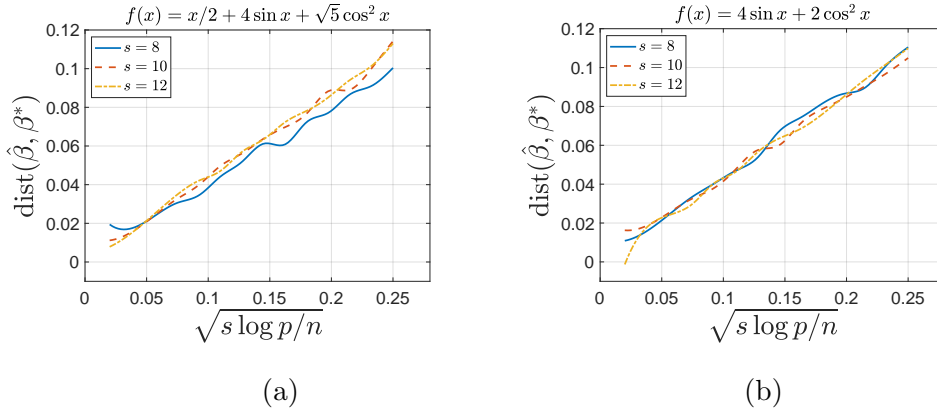 f(x) = x/2 + 4 sin x + √5 cos² x
s = 8
s = 10
s = 12
0.12
0.1
0.08
0.06
0.04
0.02
0
dist(β̂, β*)
0 0.05 0.1 0.15 0.2 0.25
√s log p/n
(a)
f(x) = 4 sin x + 2 cos² x
s = 8
s = 10
s = 12
0.12
0.1
0.08
0.06
0.04
0.02
0
dist(β̂, β*)
0 0.05 0.1 0.15 0.2 0.25
√s log p/n
(b)